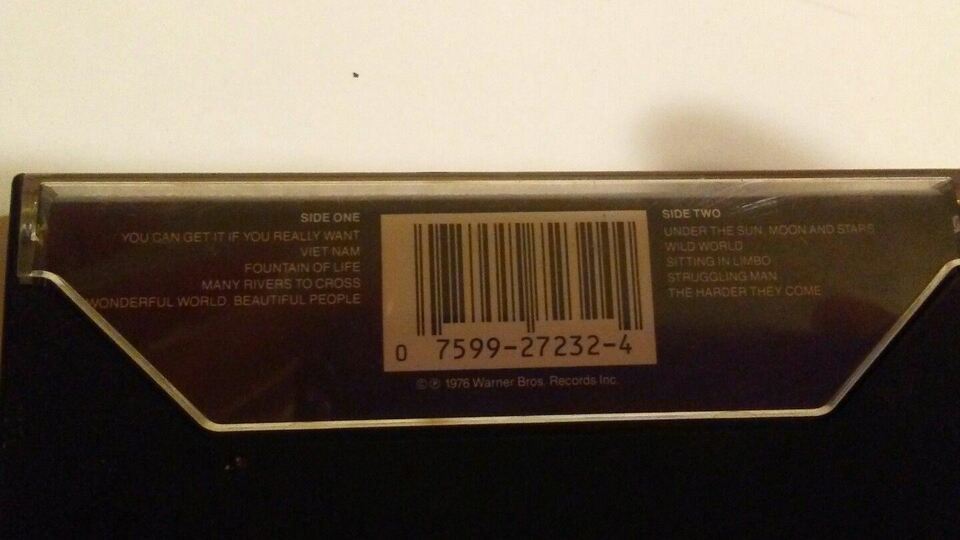 SIDE ONE
YOU CAN GET IT IF YOU REALLY WANT
VIET NAM
FOUNTAIN OF LIFE
MANY RIVERS TO CROSS
WONDERFUL WORLD, BEAUTIFUL PEOPLE
0 7599-27232-4
©℗ 1976 Warner Bros. Records Inc.
SIDE TWO
UNDER THE SUN, MOON AND STARS
WILD WORLD
SITTING IN LIMBO
STRUGGLING MAN
THE HARDER THEY COME